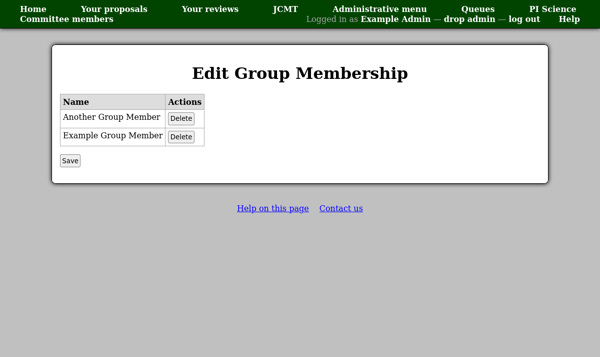 Home Your proposals Your reviews JCMT Administrative menu Queues PI Science
Committee members Logged in as Example Admin — drop admin — log out Help
Edit Group Membership
Name Actions
Another Group Member Delete
Example Group Member Delete
Save
Help on this page Contact us